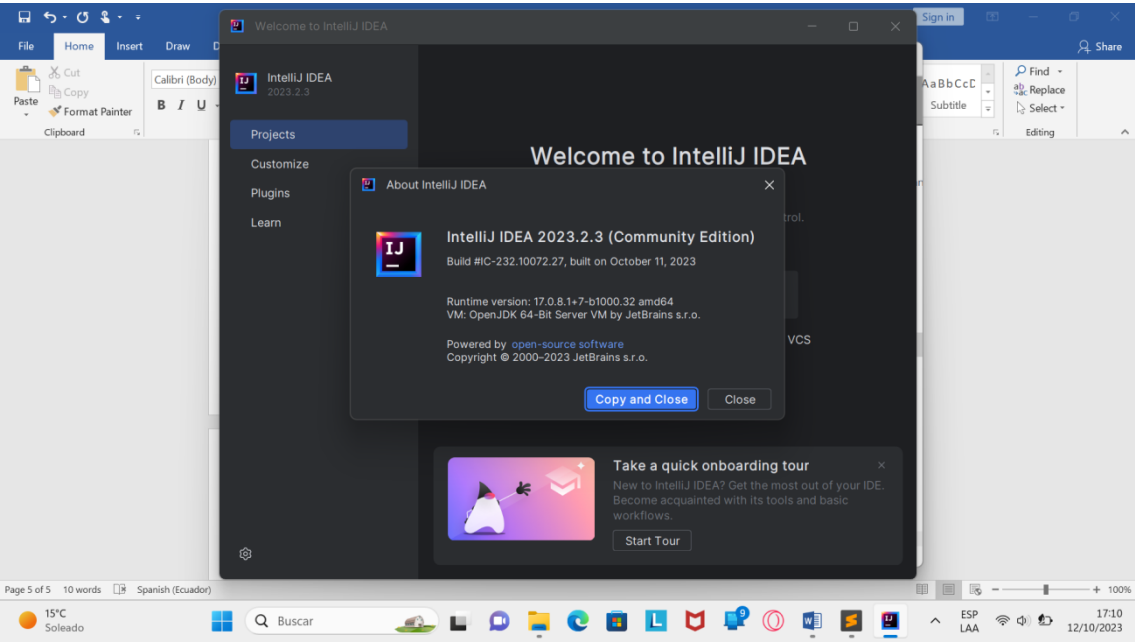 Sign in
Welcome to IntelliJ IDEA
File Home Insert Draw D
Share
Paste
Cut
Copy
Format Painter
Clipboard
Calibri (Body)
B I U
AaBbCcD
Subtitle
Find
Replace
Select
Editing
IntelliJ IDEA
2023.2.3
Projects
Customize
Plugins
Learn
Welcome to IntelliJ IDEA
trol.
VCS
About IntelliJ IDEA
IJ
IntelliJ IDEA 2023.2.3 (Community Edition)
Build #IC-232.10072.27, built on October 11, 2023
Runtime version: 17.0.8.1+7-b1000.32 amd64
VM: OpenJDK 64-Bit Server VM by JetBrains s.r.o.
Powered by open-source software
Copyright © 2000–2023 JetBrains s.r.o.
Copy and Close Close
Take a quick onboarding tour
New to IntelliJ IDEA? Get the most out of your IDE.
Become acquainted with its tools and basic
workflows.
Start Tour
Page 5 of 5 10 words Spanish (Ecuador)
100%
15°C
Soleado
Buscar
L
9
ESP
LAA
17:10
12/10/2023